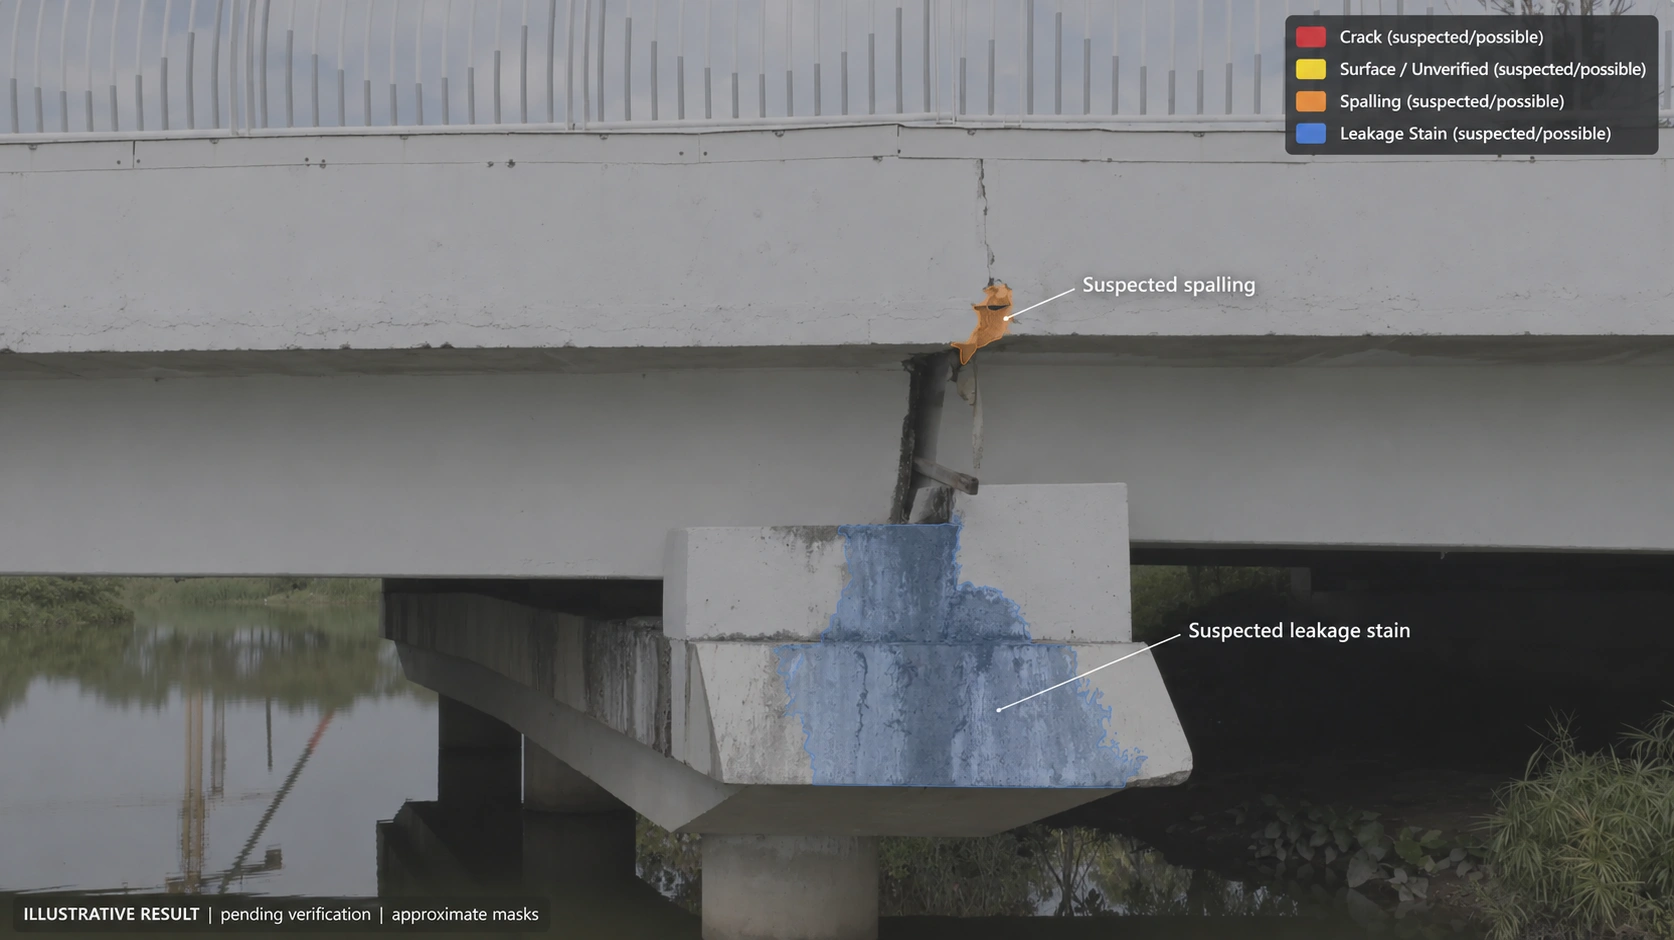 Crack (suspected/possible)
Surface / Unverified (suspected/possible)
Spalling (suspected/possible)
Leakage Stain (suspected/possible)
Suspected spalling
Suspected leakage stain
ILLUSTRATIVE RESULT | pending verification | approximate masks